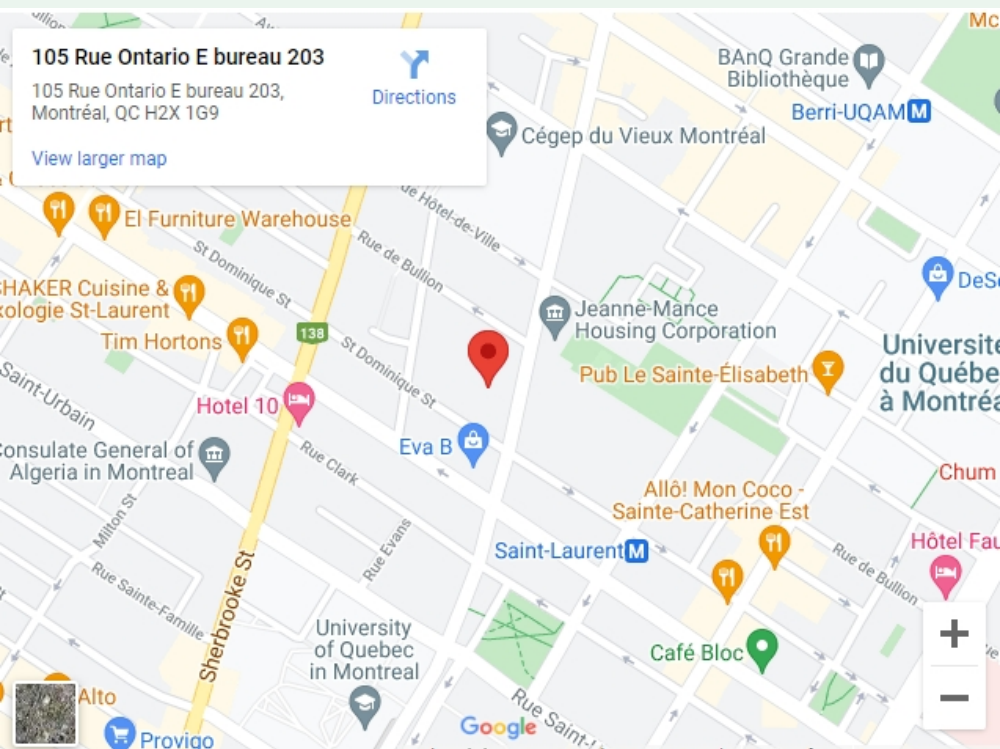 105 Rue Ontario E bureau 203
105 Rue Ontario E bureau 203,
Montréal, QC H2X 1G9
Directions
View larger map
BAnQ Grande
Bibliothèque
Berri-UQAM
M
Cégep du Vieux Montréal
El Furniture Warehouse
Rue de Bullion
St Dominique St
SHAKER Cuisine &
St-Laurent
Tim Hortons
138
Jeanne-Mance
Housing Corporation
Pub Le Sainte-Élisabeth
Université
du Québe
à Montréa
St Dominique St
Saint-Urbain
Hotel 10
Eva B
Consulate General of
Algeria in Montreal
Rue Clark
Milton St
Chum
Allô! Mon Coco -
Sainte-Catherine Est
Saint-Laurent
M
Rue Evans
Hôtel Fau
Rue de Bullion
Rue Sainte-Famille
Sherbrooke St
University
of Quebec
in Montreal
Café Bloc
+
−
Alto
Provigo
Google
Rue Saint-